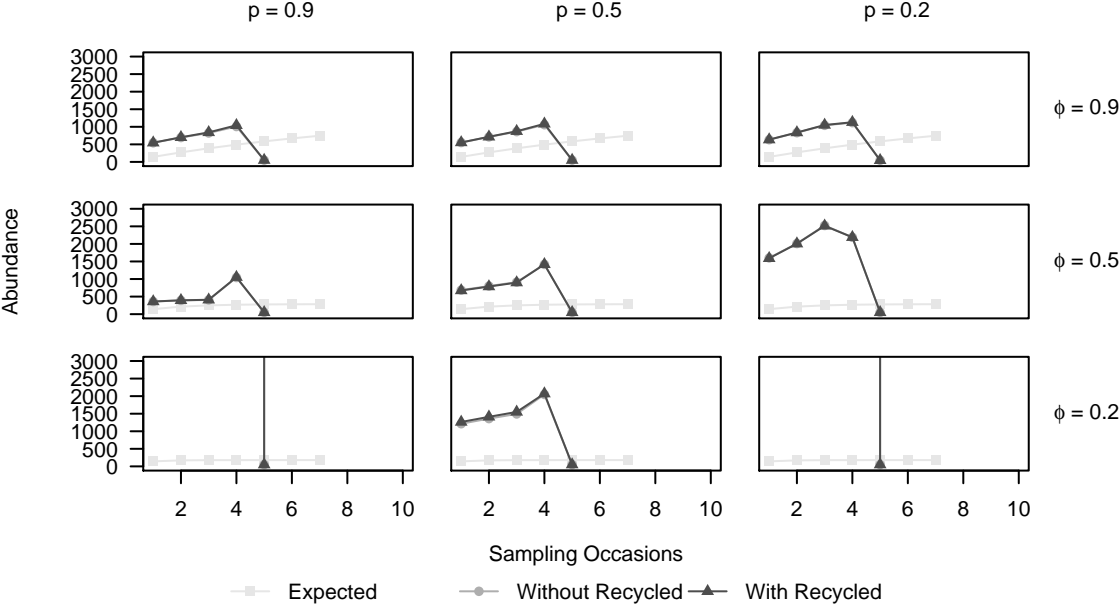 p = 0.9 p = 0.5 p = 0.2
3000
2500
2000
1500
1000
500
0
ϕ = 0.9
3000
2500
2000
1500
1000
500
0
ϕ = 0.5
Abundance
3000
2500
2000
1500
1000
500
0
ϕ = 0.2
2 4 6 8 10 2 4 6 8 10 2 4 6 8 10
Sampling Occasions
Expected Without Recycled With Recycled